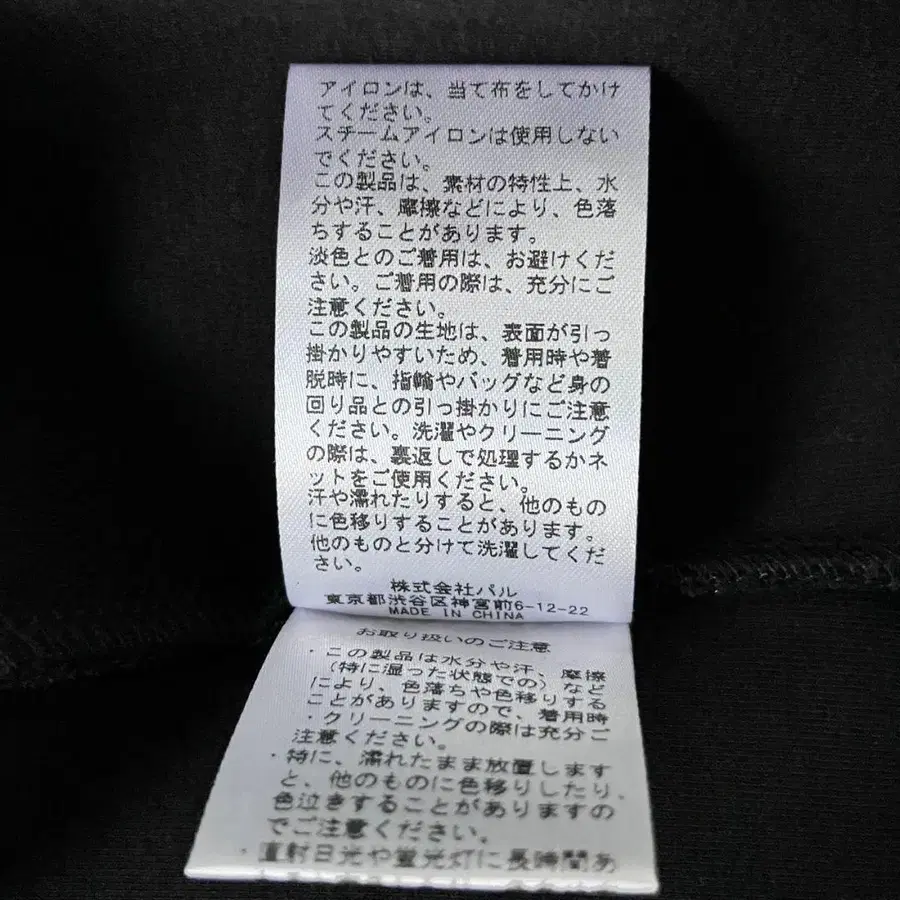 アイロンは、当て布をしてかけ
てください。
スチームアイロンは使用しない
でください。
この製品は、素材の特性上、水
分や汗、摩擦などにより、色落
ちすることがあります。
淡色とのご着用は、お避けくだ
さい。ご着用の際は、充分にご
注意ください。
この製品の生地は、表面が引っ
掛かりやすいため、着用時や着
脱時に、指輪やバッグなど身の
回り品との引っ掛かりにご注意
ください。洗濯やクリーニング
の際は、裏返しで処理するかネ
ットをご使用ください。
汗や濡れたりすると、他のもの
に色移りすることがあります。
他のものと分けて洗濯してくだ
さい。
株式会社パル
東京都渋谷区神宮前6-12-22
MADE IN CHINA
お取り扱いのご注意
・この製品は水分や汗、摩擦
(特に湿った状態での)など
により、色落ちや色移りする
ことがありますので、着用時
・クリーニングの際は充分ご
注意ください。
・特に、濡れたまま放置します
と、他のものに色移りしたり、
色泣きすることがありますの
でご注意ください。
・直射日光や蛍光灯に長時間あ